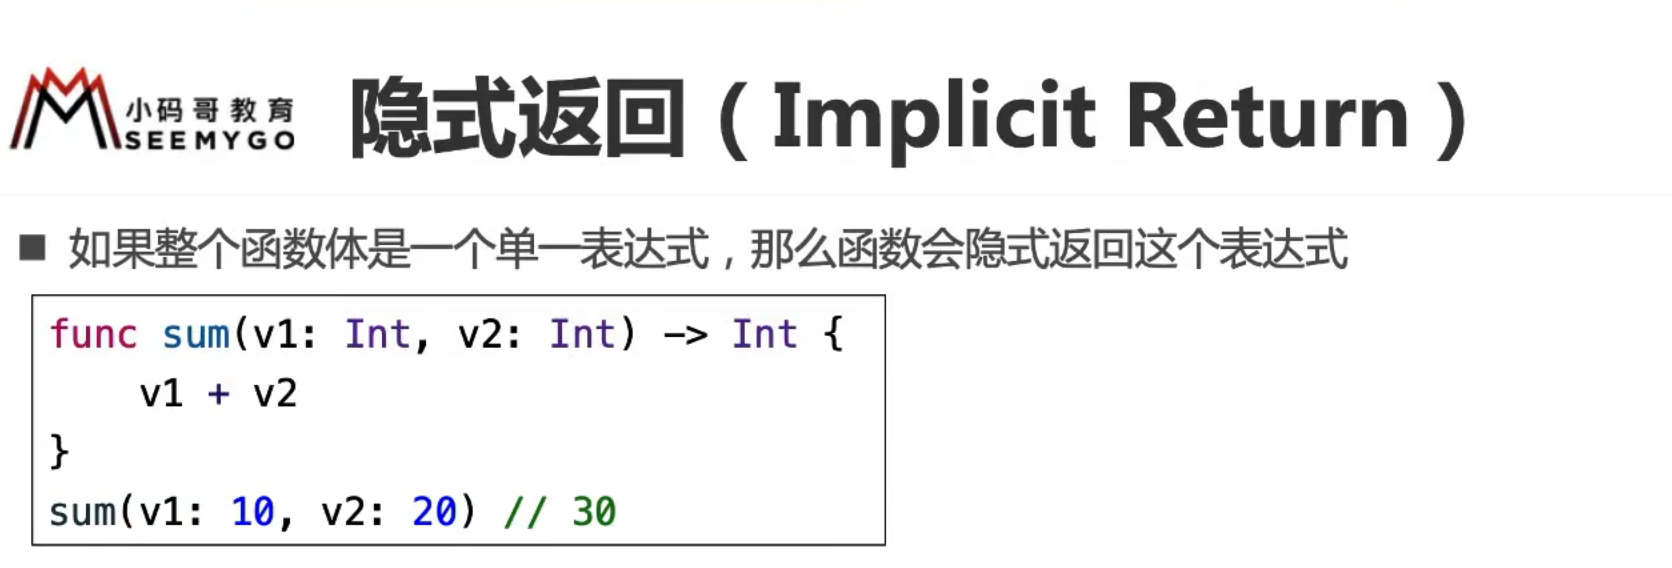 小码哥教育
SEEMYGO
隐式返回（Implicit Return）
■ 如果整个函数体是一个单一表达式，那么函数会隐式返回这个表达式
func sum(v1: Int, v2: Int) -> Int {
    v1 + v2
}
sum(v1: 10, v2: 20) // 30